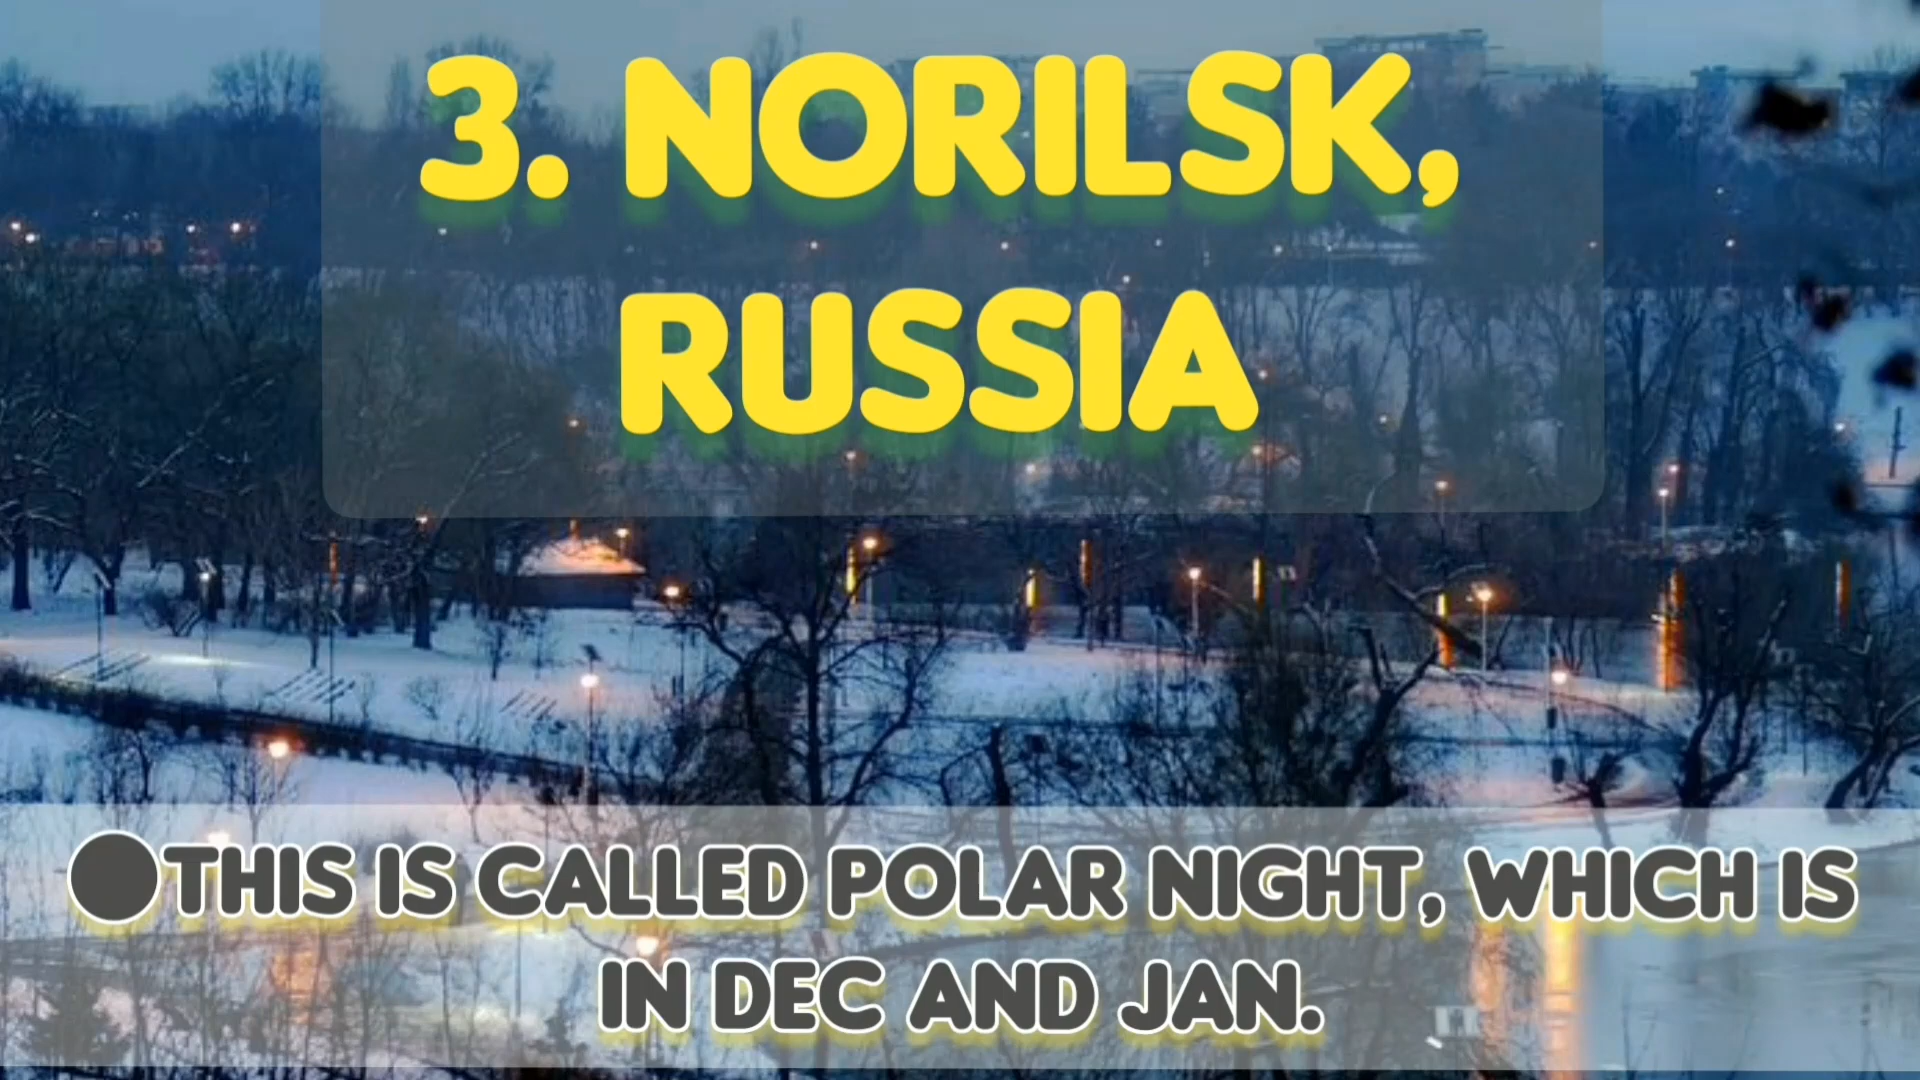 3. NORILSK,
RUSSIA
●THIS IS CALLED POLAR NIGHT, WHICH IS
IN DEC AND JAN.